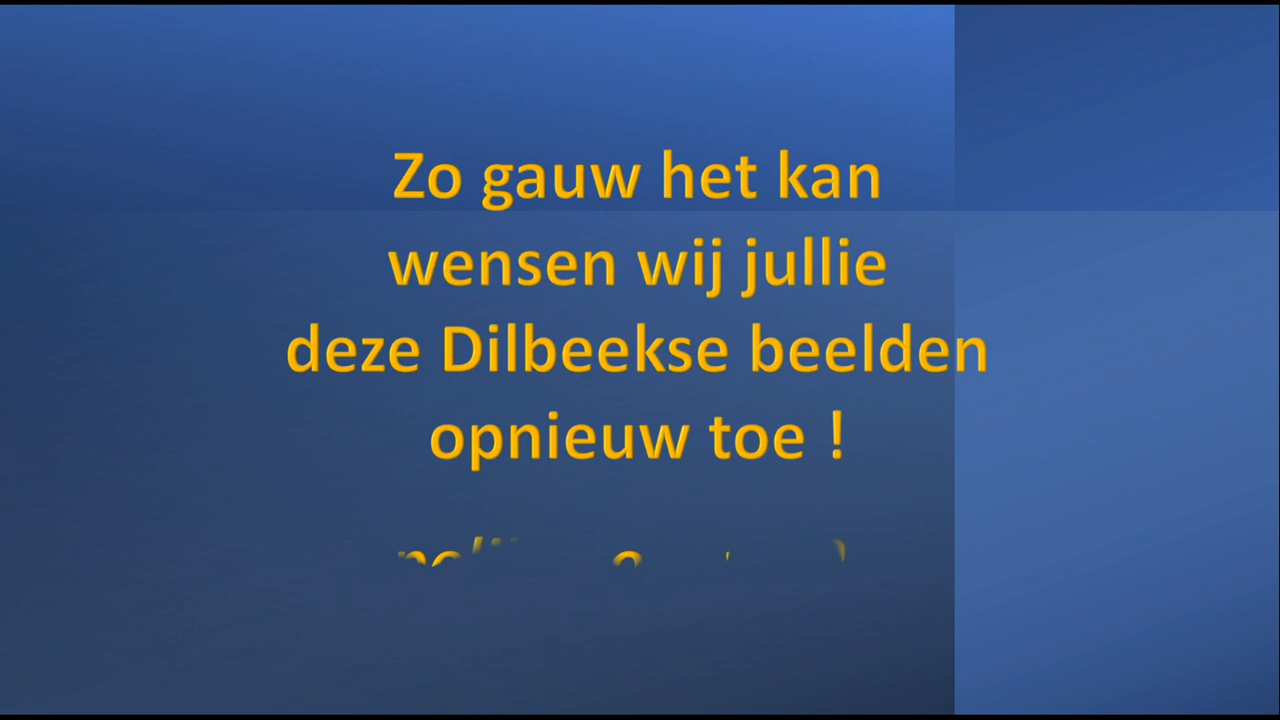 Zo gauw het kan
wensen wij jullie
deze Dilbeekse beelden
opnieuw toe !